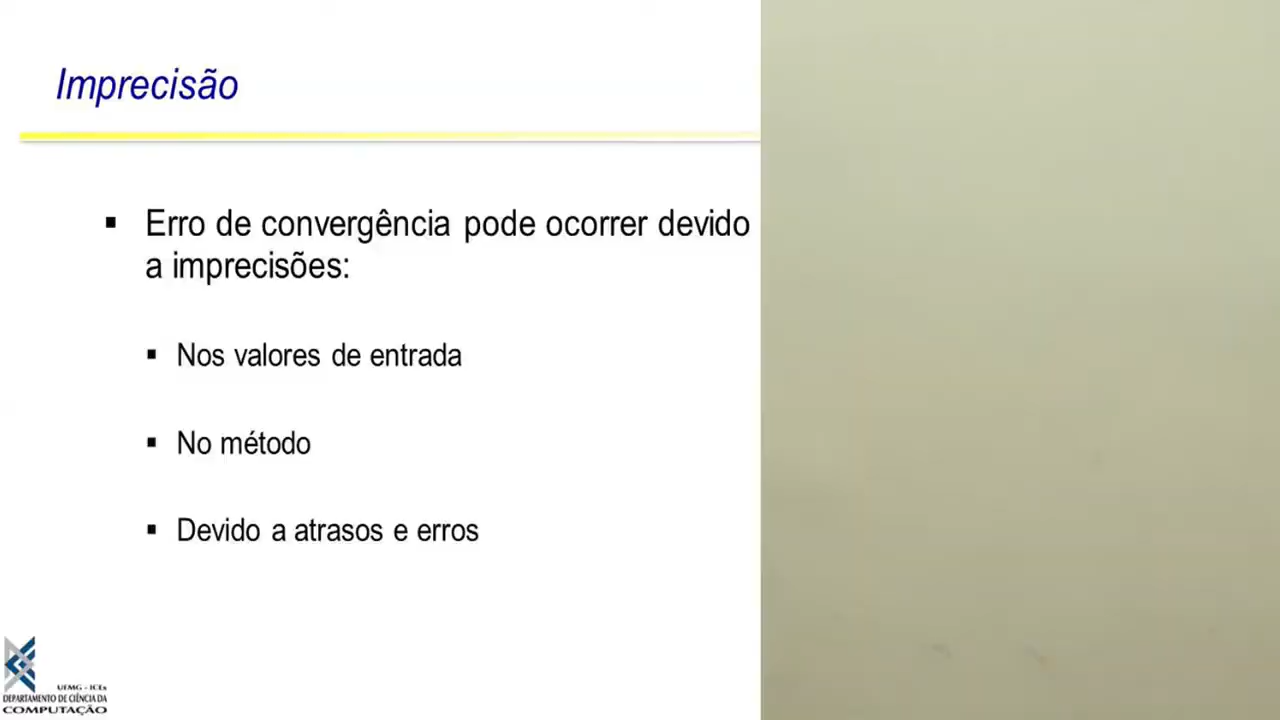 Imprecisão
▪ Erro de convergência pode ocorrer devido
a imprecisões:
▪ Nos valores de entrada
▪ No método
▪ Devido a atrasos e erros
UFMG - ICEx
DEPARTAMENTO DE CIÊNCIA DA
COMPUTAÇÃO